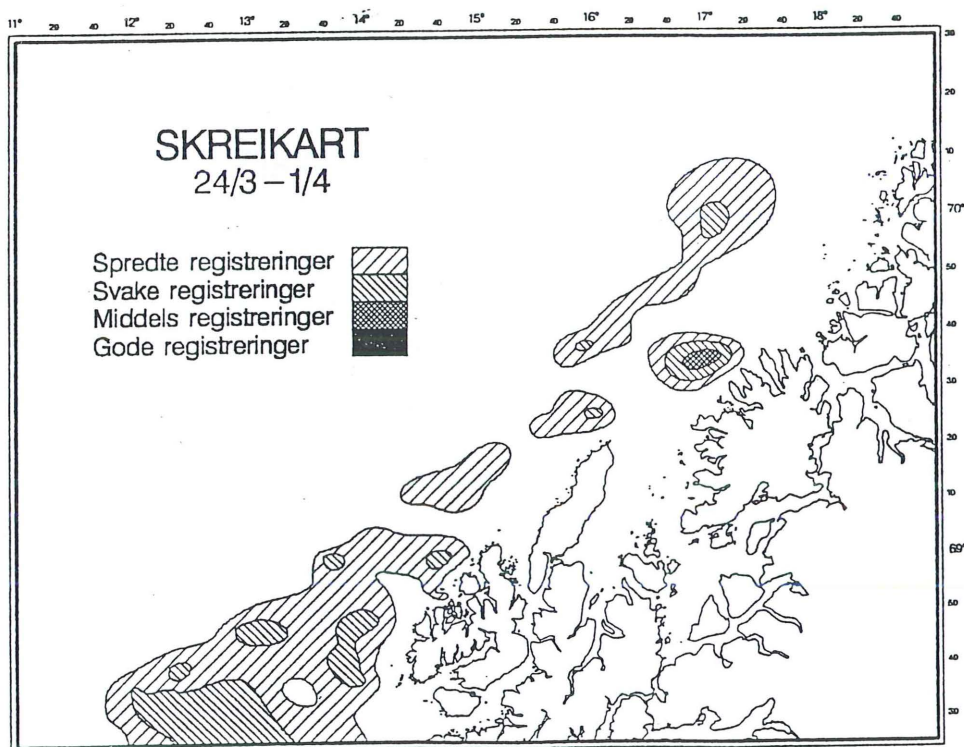 11° 20 40 12° 20 40 13° 20 40 14° 20 40 15° 20 40 16° 20 40 17° 20 40 18° 20 40
30
20
SKREIKART
10
24/3 – 1/4
70°
Spredte registreringer
50
Svake registreringer
Middels registreringer
40
Gode registreringer
30
20
10
69°
50
40
30